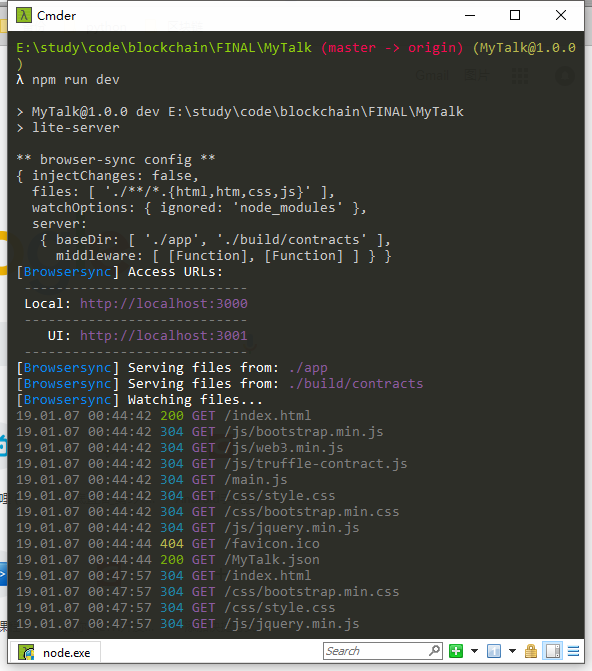 Cmder
E:\study\code\blockchain\FINAL\MyTalk (master -> origin) (MyTalk@1.0.0
)
λ npm run dev
> MyTalk@1.0.0 dev E:\study\code\blockchain\FINAL\MyTalk
> lite-server
** browser-sync config **
{ injectChanges: false,
files: [ './**/*.{html,htm,css,js}' ],
watchOptions: { ignored: 'node_modules' },
server:
{ baseDir: [ './app', './build/contracts' ],
middleware: [ [Function], [Function] ] } }
[Browsersync] Access URLs:
-----------------------------
Local: http://localhost:3000
-----------------------------
UI: http://localhost:3001
-----------------------------
[Browsersync] Serving files from: ./app
[Browsersync] Serving files from: ./build/contracts
[Browsersync] Watching files...
19.01.07 00:44:42 200 GET /index.html
19.01.07 00:44:42 304 GET /js/bootstrap.min.js
19.01.07 00:44:42 304 GET /js/web3.min.js
19.01.07 00:44:42 304 GET /js/truffle-contract.js
19.01.07 00:44:42 304 GET /main.js
19.01.07 00:44:42 304 GET /css/style.css
19.01.07 00:44:42 304 GET /css/bootstrap.min.css
19.01.07 00:44:42 304 GET /js/jquery.min.js
19.01.07 00:44:44 404 GET /favicon.ico
19.01.07 00:44:44 200 GET /MyTalk.json
19.01.07 00:47:57 304 GET /index.html
19.01.07 00:47:57 304 GET /css/bootstrap.min.css
19.01.07 00:47:57 304 GET /css/style.css
19.01.07 00:47:57 304 GET /js/jquery.min.js
node.exe
Search